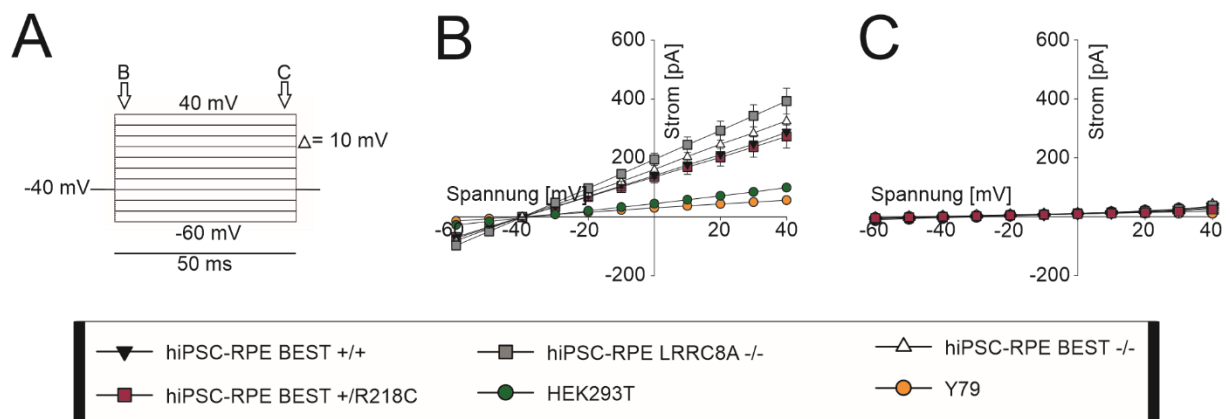 A
B
C
40 mV
Δ= 10 mV
-40 mV
-60 mV
50 ms
B
600
400
200
-200
Strom [pA]
Spannung [mV]
-60
-40
-20
20
40
C
600
400
200
-200
Strom [pA]
Spannung [mV]
-60
-40
-20
20
40
hiPSC-RPE BEST +/+
hiPSC-RPE LRRC8A -/-
hiPSC-RPE BEST -/-
hiPSC-RPE BEST +/R218C
HEK293T
Y79